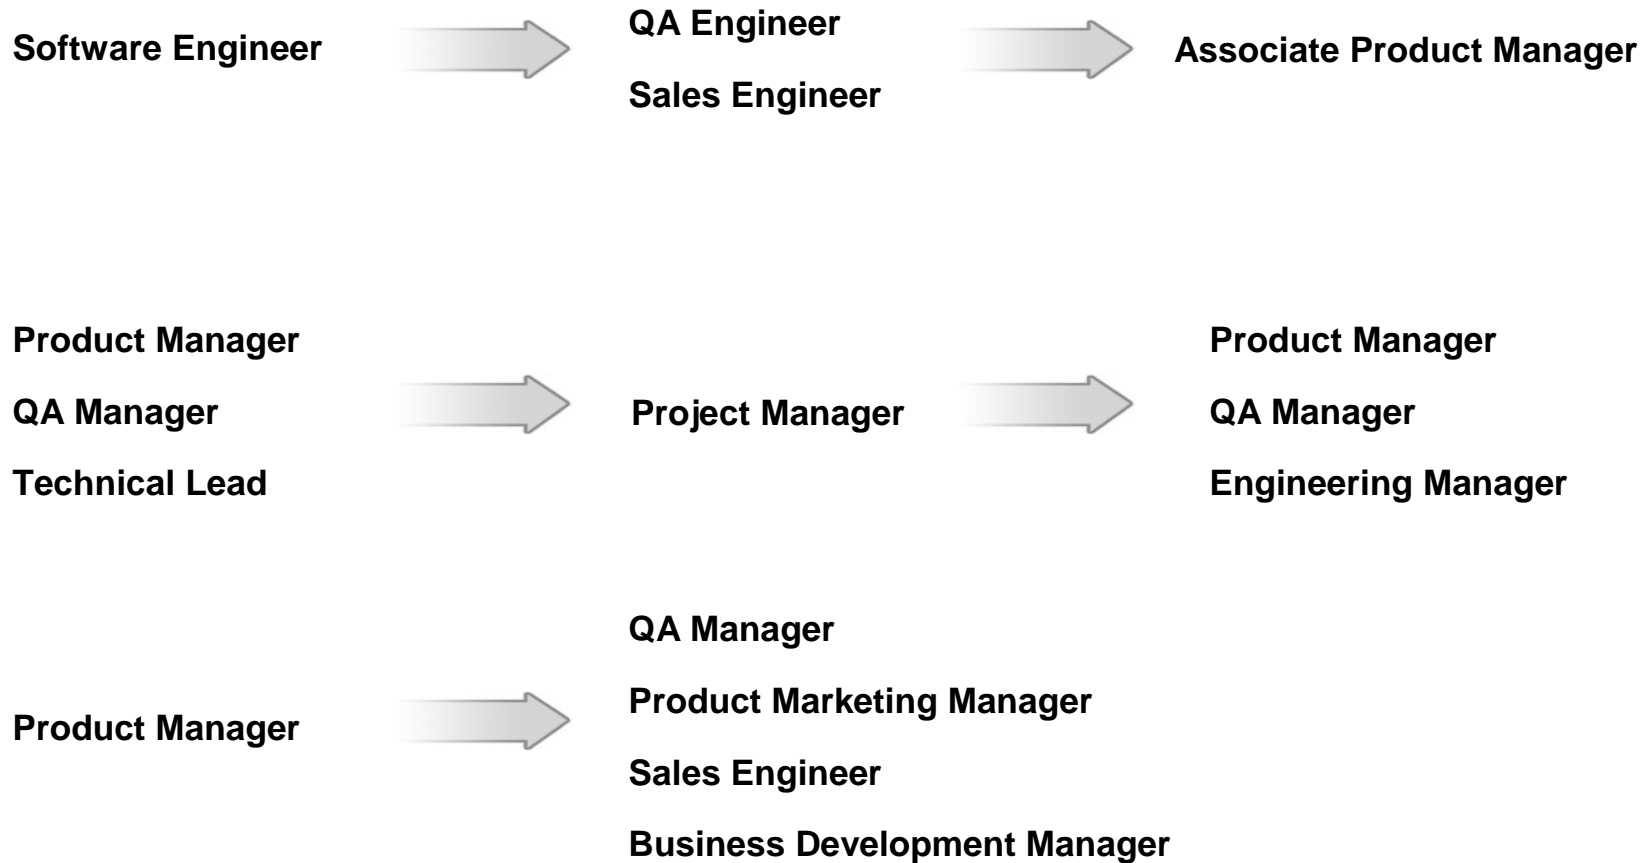 Software Engineer
QA Engineer
Sales Engineer
Associate Product Manager
Product Manager
QA Manager
Technical Lead
Project Manager
Product Manager
QA Manager
Engineering Manager
Product Manager
QA Manager
Product Marketing Manager
Sales Engineer
Business Development Manager